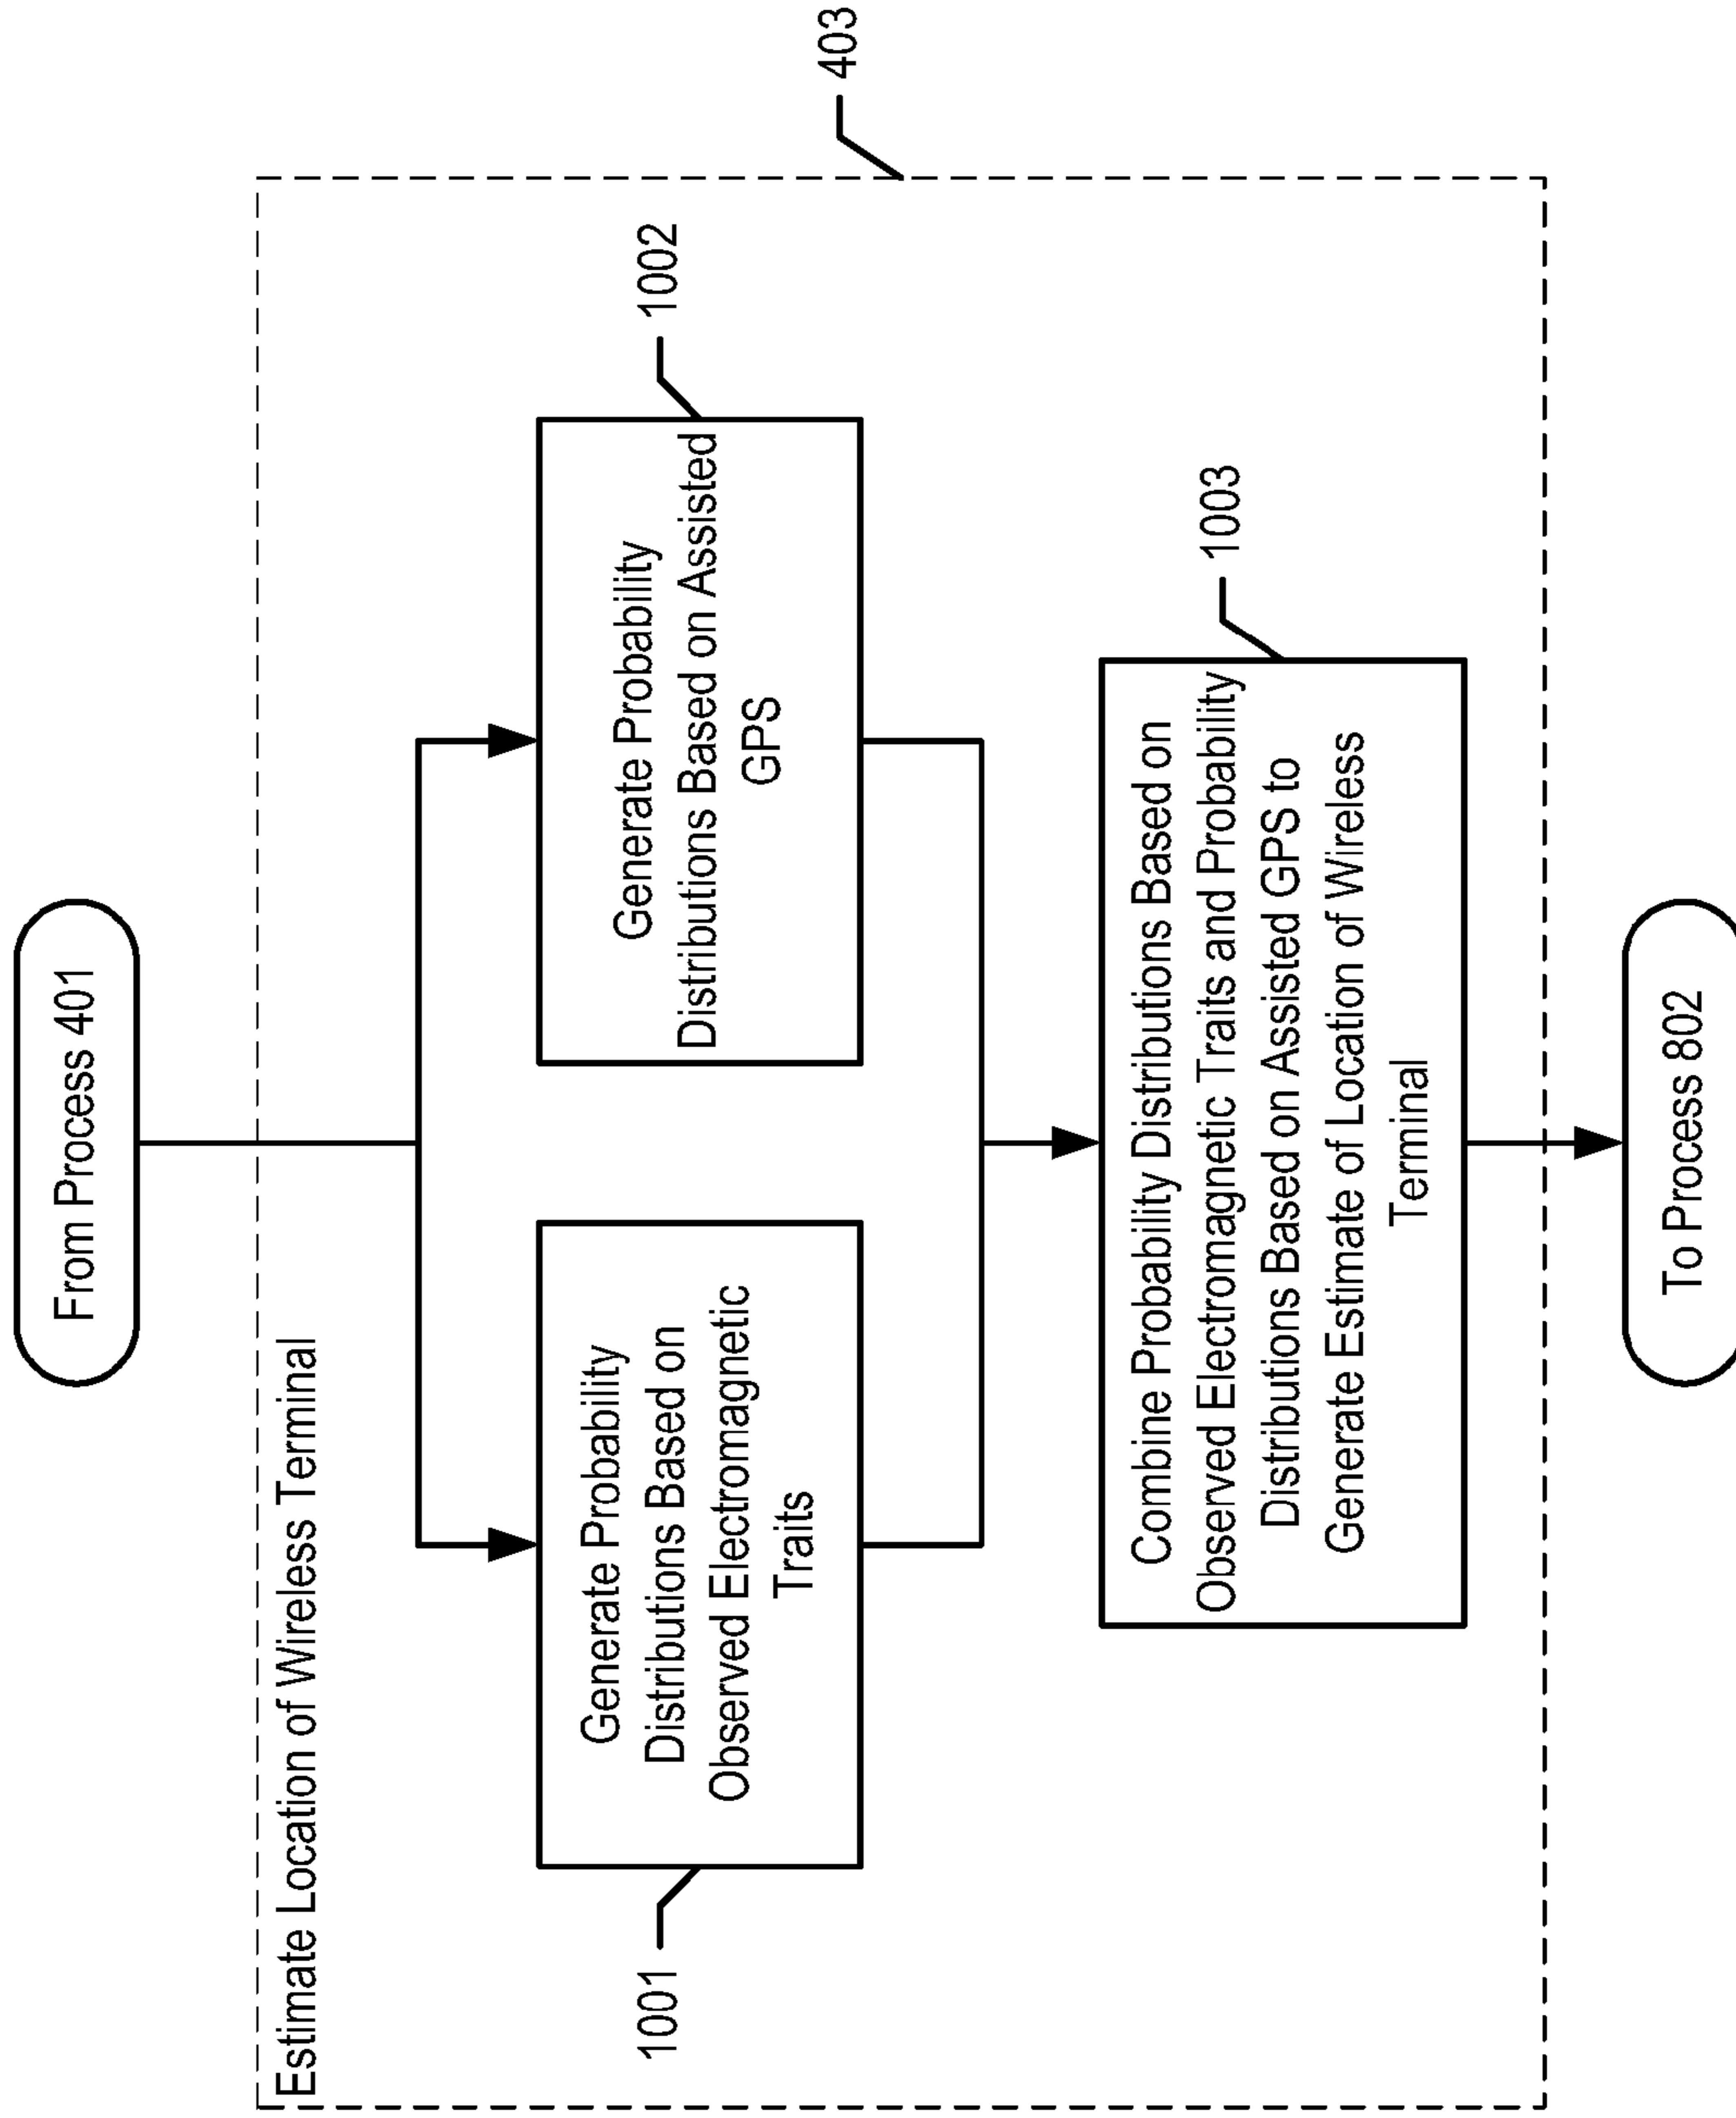 From Process 401
Estimate Location of Wireless Terminal
403
1001
Generate Probability
Distributions Based on
Observed Electromagnetic
Traits
Generate Probability
Distributions Based on Assisted
GPS
1002
Combine Probability Distributions Based on
Observed Electromagnetic Traits and Probability
Distributions Based on Assisted GPS to
Generate Estimate of Location of Wireless
Terminal
1003
To Process 802